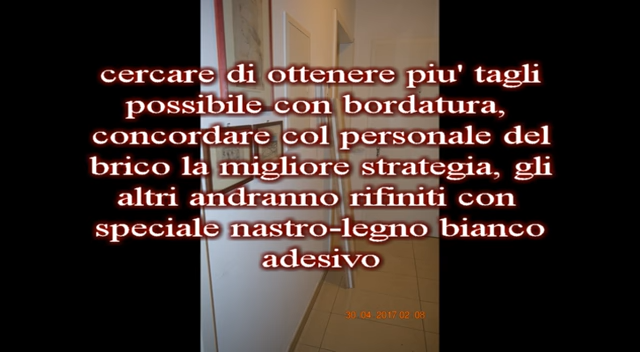 cercare di ottenere piu' tagli
possibile con bordatura,
concordare col personale del
brico la migliore strategia, gli
altri andranno rifiniti con
speciale nastro-legno bianco
adesivo
30 04 2017 02 08